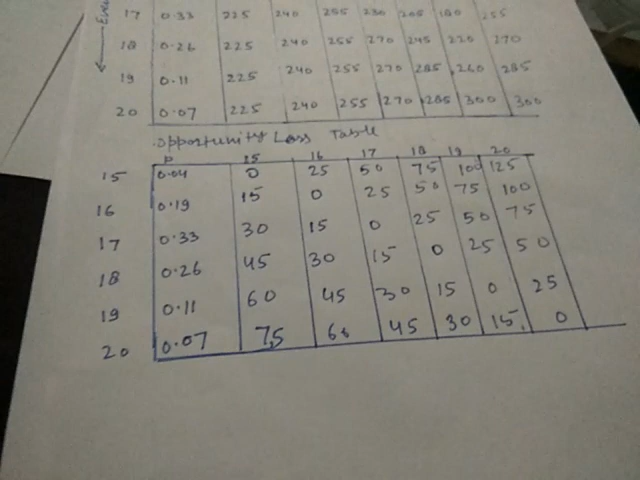 Eve
17 0.33 225 240 255 255
18 0.26 225 240 255 270 245 220 270
19 0.11 225 240 255 270 285 260 285
20 0.07 225 240 255 270 285 300 300
Opportunity Loss Table
P 15 16 17 18 19 20
15 0.04 0 25 50 75 100 125
16 0.19 15 0 25 50 75 100
17 0.33 30 15 0 25 50 75
18 0.26 45 30 15 0 25 50
19 0.11 60 45 30 15 0 25
20 0.07 75 60 45 30 15 0